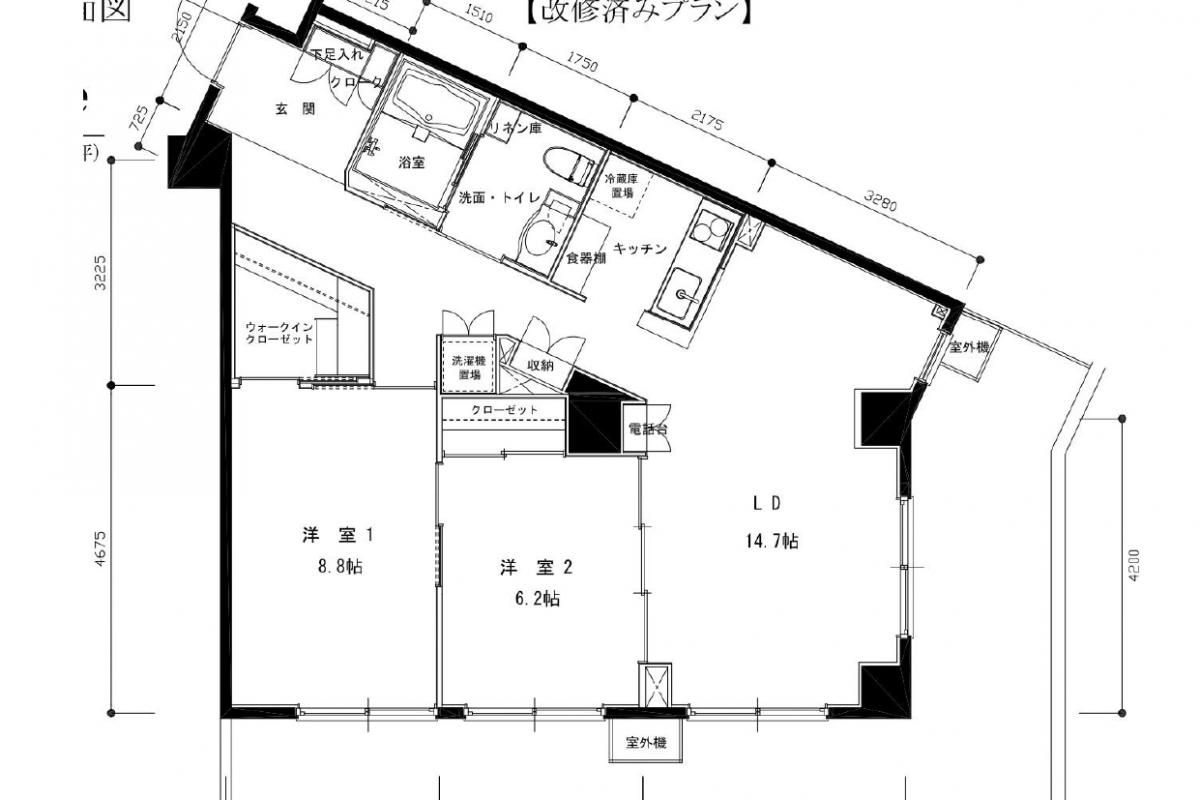 面図
【改修済みプラン】
1510
1750
2175
3280
2150
725
3225
4675
4200
坪)
下足入れ
クローク
玄 関
浴室
リネン庫
洗面・トイレ
冷蔵庫
置場
キッチン
食器棚
室外機
ウォークイン
クローゼット
洗濯機
置場
収納
クローゼット
電話台
洋 室 1
8.8帖
洋 室 2
6.2帖
L D
14.7帖
室外機